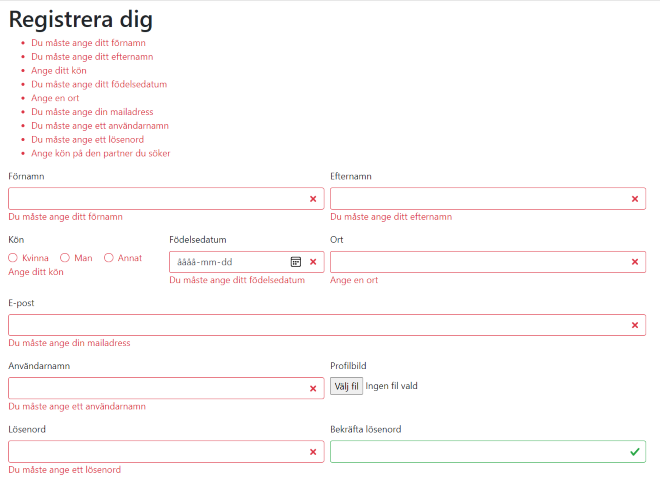 Registrera dig
Du måste ange ditt förnamn
Du måste ange ditt efternamn
Ange ditt kön
Du måste ange ditt födelsedatum
Ange en ort
Du måste ange din mailadress
Du måste ange ett användarnamn
Du måste ange ett lösenord
Ange kön på den partner du söker
Förnamn
Efternamn
Du måste ange ditt förnamn
Du måste ange ditt efternamn
Kön
Födelsedatum
Ort
Kvinna Man Annat
åååå-mm-dd
Ange ditt kön
Du måste ange ditt födelsedatum
Ange en ort
E-post
Du måste ange din mailadress
Användarnamn
Profilbild
Välj fil Ingen fil vald
Du måste ange ett användarnamn
Lösenord
Bekräfta lösenord
Du måste ange ett lösenord